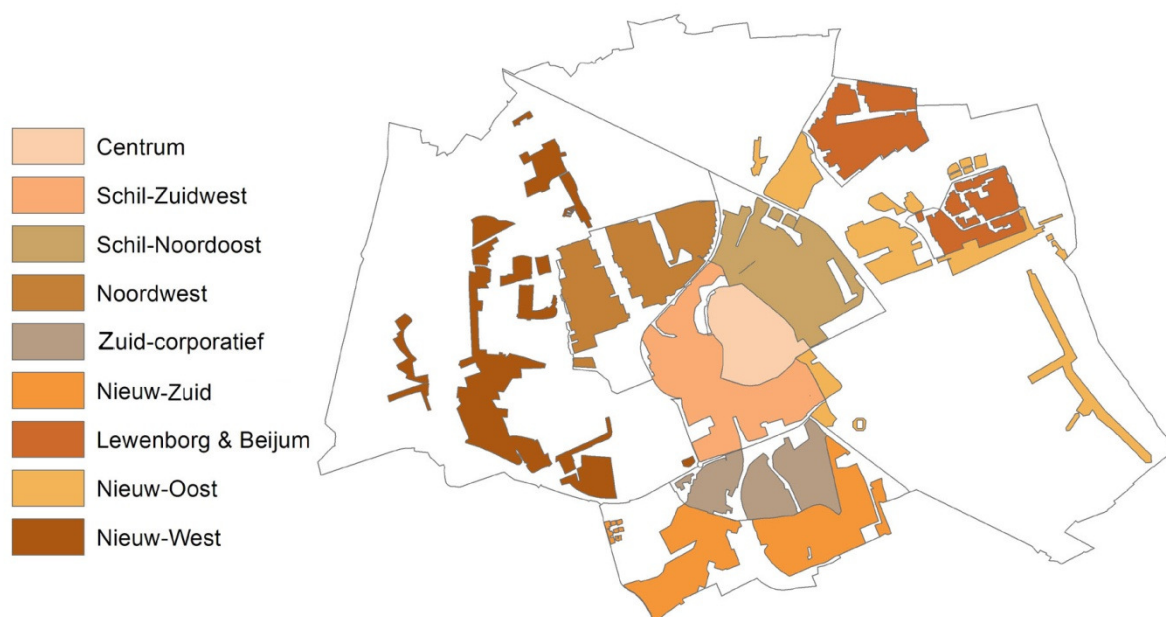 Centrum
Schil-Zuidwest
Schil-Noordoost
Noordwest
Zuid-corporatief
Nieuw-Zuid
Lewenborg & Beijum
Nieuw-Oost
Nieuw-West